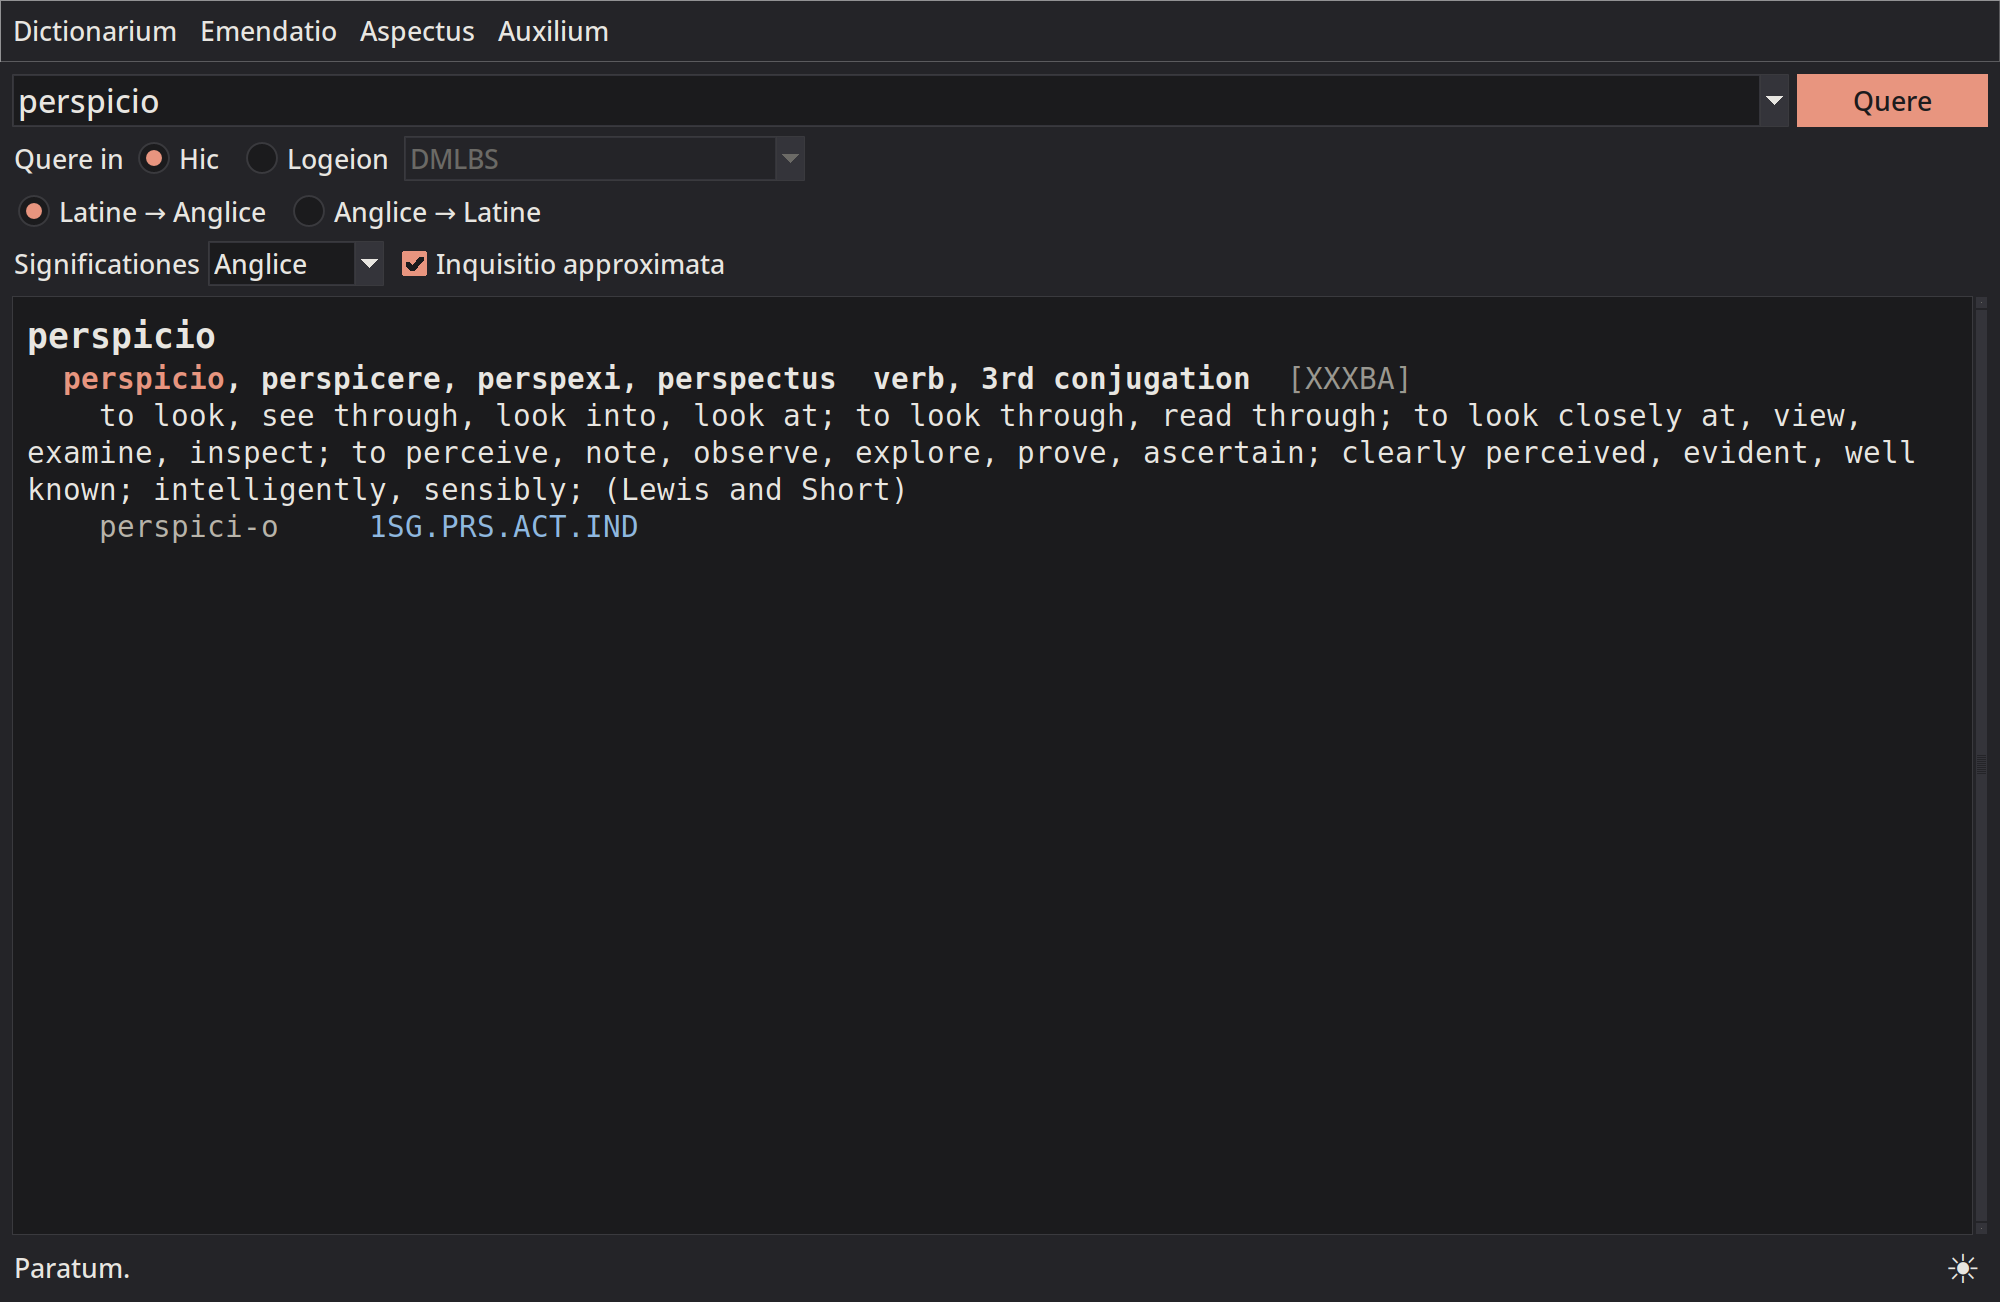 Dictionarium Emendatio Aspectus Auxilium
perspicio Quere
Quere in Hic Logeion DMLBS
Latine → Anglice Anglice → Latine
Significationes Anglice Inquisitio approximata
perspicio
perspicio, perspicere, perspexi, perspectus verb, 3rd conjugation [XXXBA]
to look, see through, look into, look at; to look through, read through; to look closely at, view,
examine, inspect; to perceive, note, observe, explore, prove, ascertain; clearly perceived, evident, well
known; intelligently, sensibly; (Lewis and Short)
perspici-o 1SG.PRS.ACT.IND
Paratum.